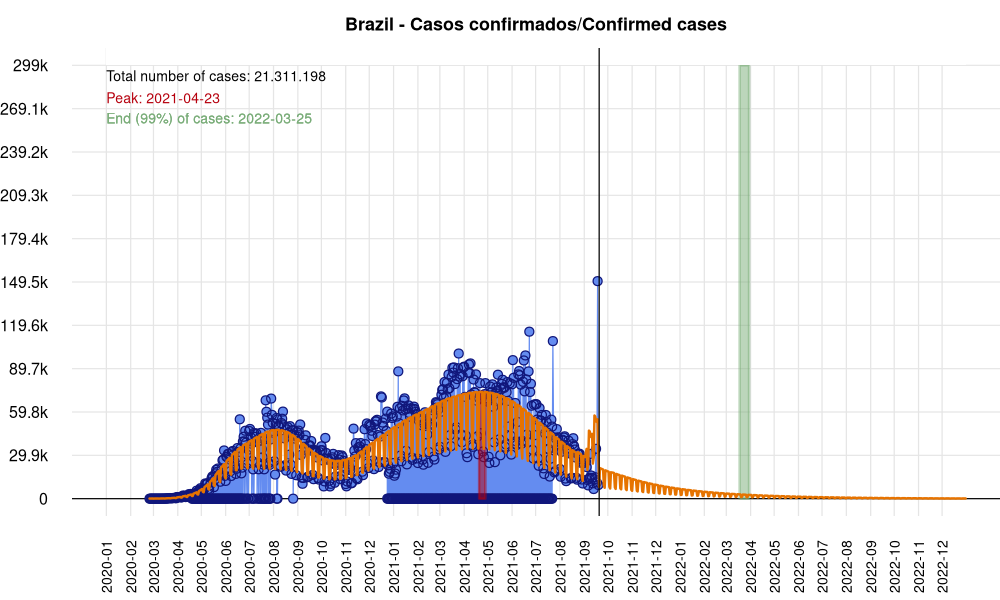 Brazil - Casos confirmados/Confirmed cases
299k
269.1k
239.2k
209.3k
179.4k
149.5k
119.6k
89.7k
59.8k
29.9k
0
Total number of cases: 21.311.198
Peak: 2021-04-23
End (99%) of cases: 2022-03-25
2020-01
2020-02
2020-03
2020-04
2020-05
2020-06
2020-07
2020-08
2020-09
2020-10
2020-11
2020-12
2021-01
2021-02
2021-03
2021-04
2021-05
2021-06
2021-07
2021-08
2021-09
2021-10
2021-11
2021-12
2022-01
2022-02
2022-03
2022-04
2022-05
2022-06
2022-07
2022-08
2022-09
2022-10
2022-11
2022-12